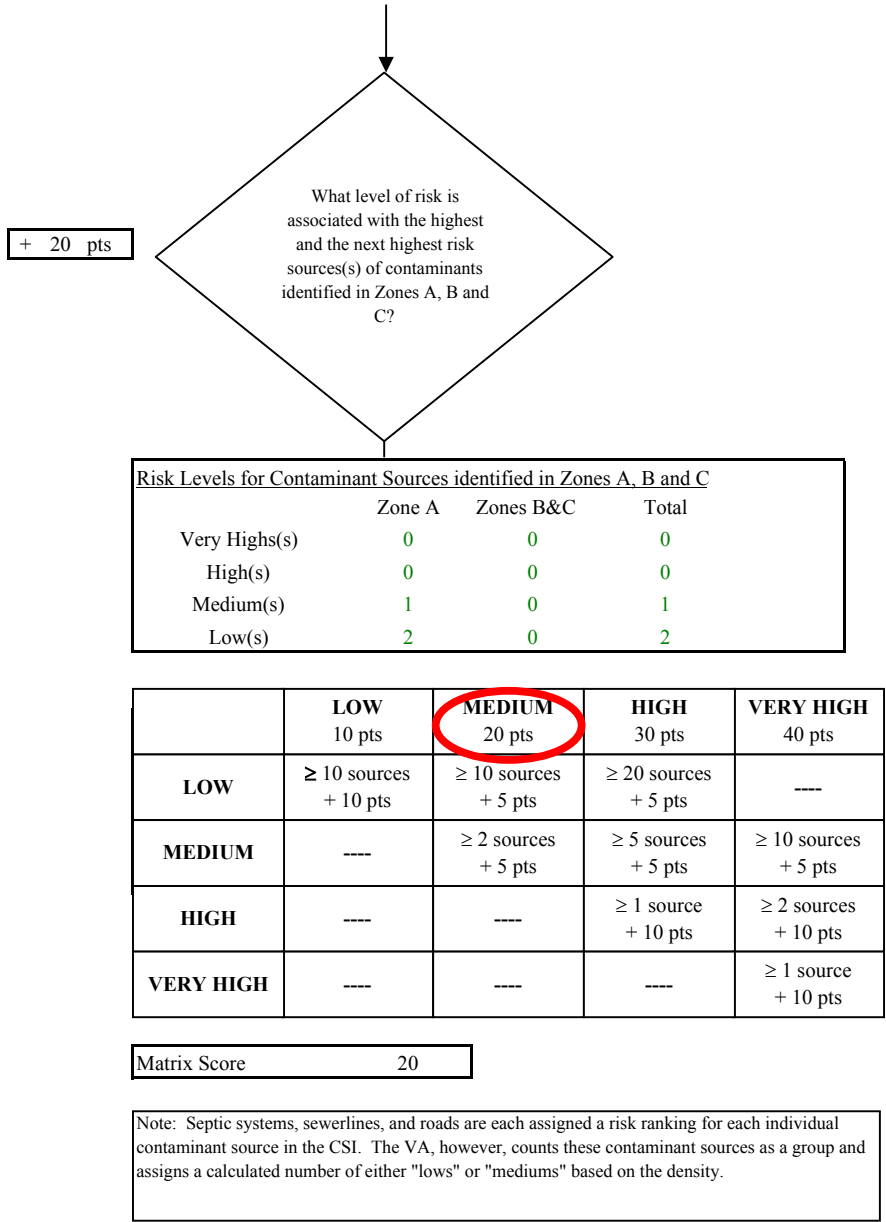 What level of risk is
associated with the highest
and the next highest risk
sources(s) of contaminants
identified in Zones A, B and
C?
+ 20 pts
Risk Levels for Contaminant Sources identified in Zones A, B and C
Zone A Zones B&C Total
Very Highs(s) 0 0 0
High(s) 0 0 0
Medium(s) 1 0 1
Low(s) 2 0 2
LOW MEDIUM HIGH VERY HIGH
10 pts 20 pts 30 pts 40 pts
LOW ≥ 10 sources ≥ 10 sources ≥ 20 sources ----
+ 10 pts + 5 pts + 5 pts
MEDIUM ---- ≥ 2 sources ≥ 5 sources ≥ 10 sources
+ 5 pts + 5 pts + 5 pts
HIGH ---- ---- ≥ 1 source ≥ 2 sources
+ 10 pts + 10 pts
VERY HIGH ---- ---- ---- ≥ 1 source
+ 10 pts
Matrix Score 20
Note: Septic systems, sewerlines, and roads are each assigned a risk ranking for each individual
contaminant source in the CSI. The VA, however, counts these contaminant sources as a group and
assigns a calculated number of either "lows" or "mediums" based on the density.